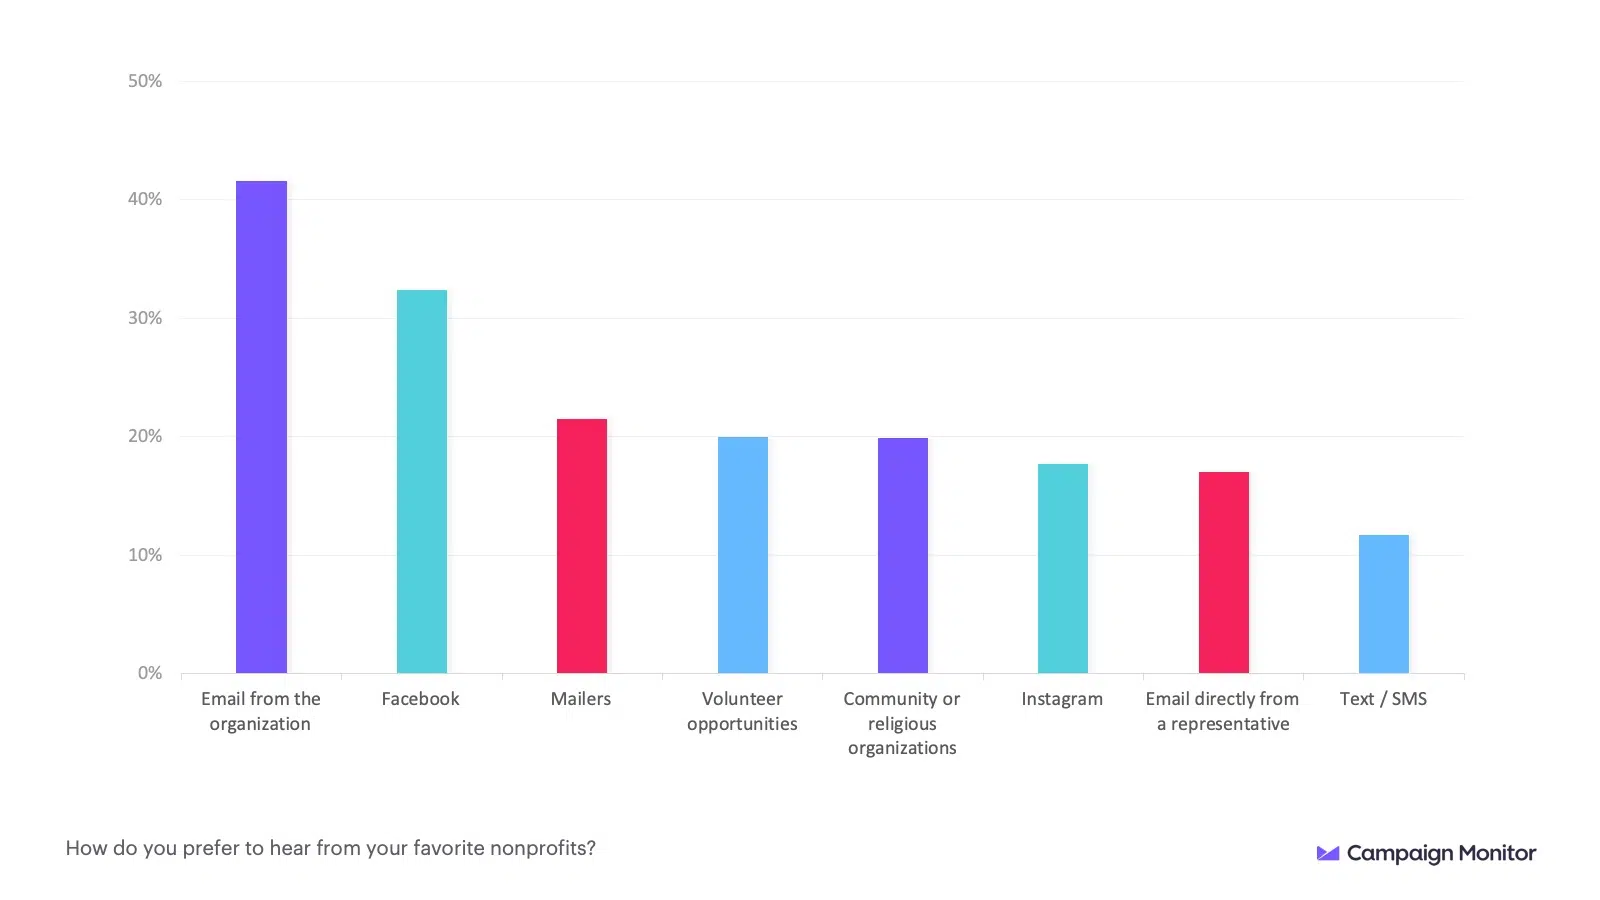 50%
40%
30%
20%
10%
0%
Email from the
organization
Facebook
Mailers
Volunteer
opportunities
Community or
religious
organizations
Instagram
Email directly from
a representative
Text / SMS
How do you prefer to hear from your favorite nonprofits?
Campaign Monitor